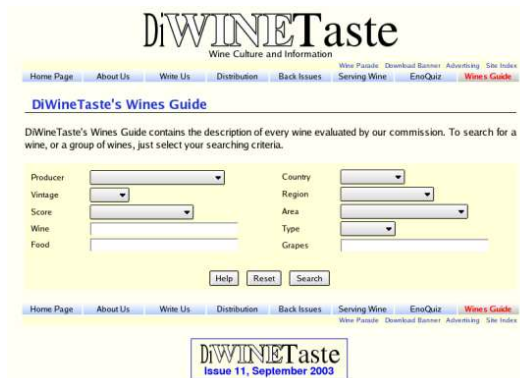 DiWINETaste
Wine Culture and Information
Wine Parade Download Banner Advertising Site Index
Home Page About Us Write Us Distribution Back Issues Serving Wine EnoQuiz Wines Guide
DiWineTaste's Wines Guide
DiWineTaste's Wines Guide contains the description of every wine evaluated by our commission. To search for a
wine, or a group of wines, just select your searching criteria.
Producer Country
Vintage Region
Score Area
Wine Type
Food Grapes
Help Reset Search
Home Page About Us Write Us Distribution Back Issues Serving Wine EnoQuiz Wines Guide
Wine Parade Download Banner Advertising Site Index
DiWINETaste
Issue 11, September 2003